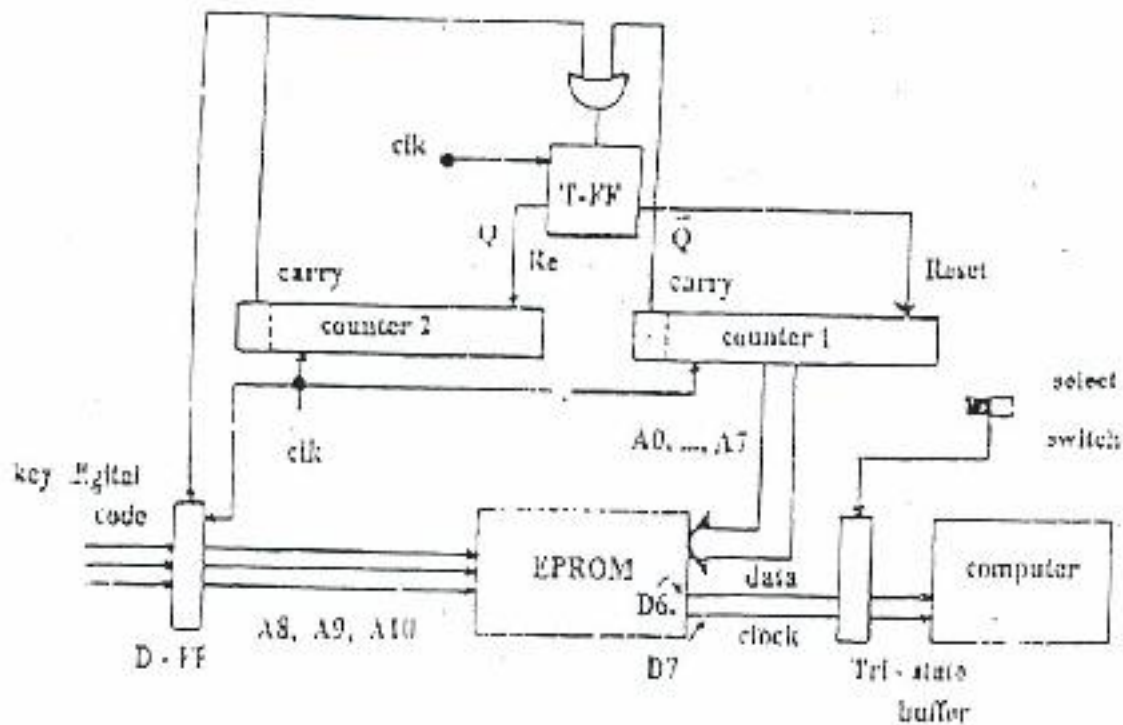 clk
T-FF
Q
Q̄
Re
Reset
carry
carry
counter 2
counter 1
select
switch
A0, ..., A7
clk
key digital
code
EPROM
data
computer
D6.
clock
A8, A9, A10
D - FF
D7
Tri - state
buffer